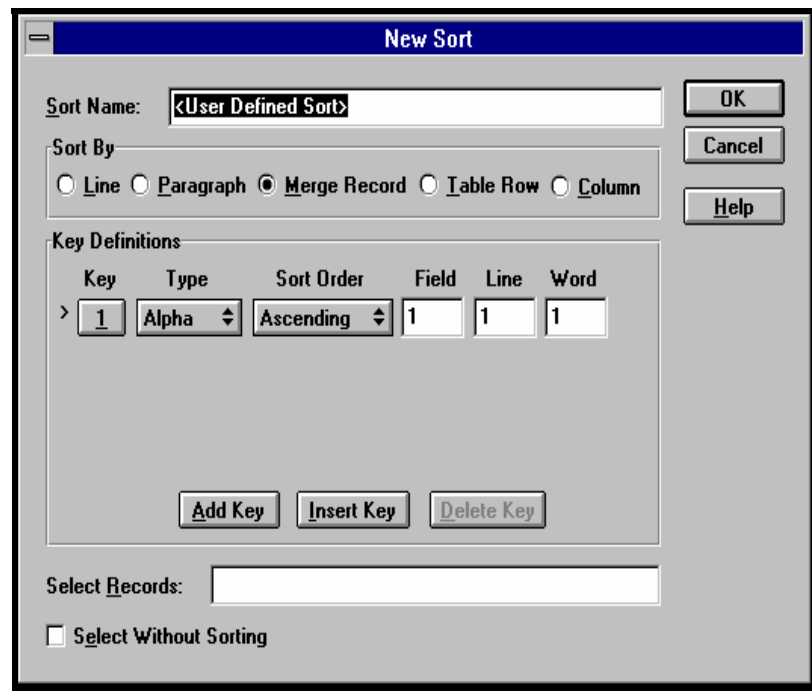 New Sort
Sort Name: <User Defined Sort>
OK
Cancel
Help
Sort By
Line Paragraph Merge Record Table Row Column
Key Definitions
Key Type Sort Order Field Line Word
> 1 Alpha Ascending 1 1 1
Add Key Insert Key Delete Key
Select Records:
Select Without Sorting